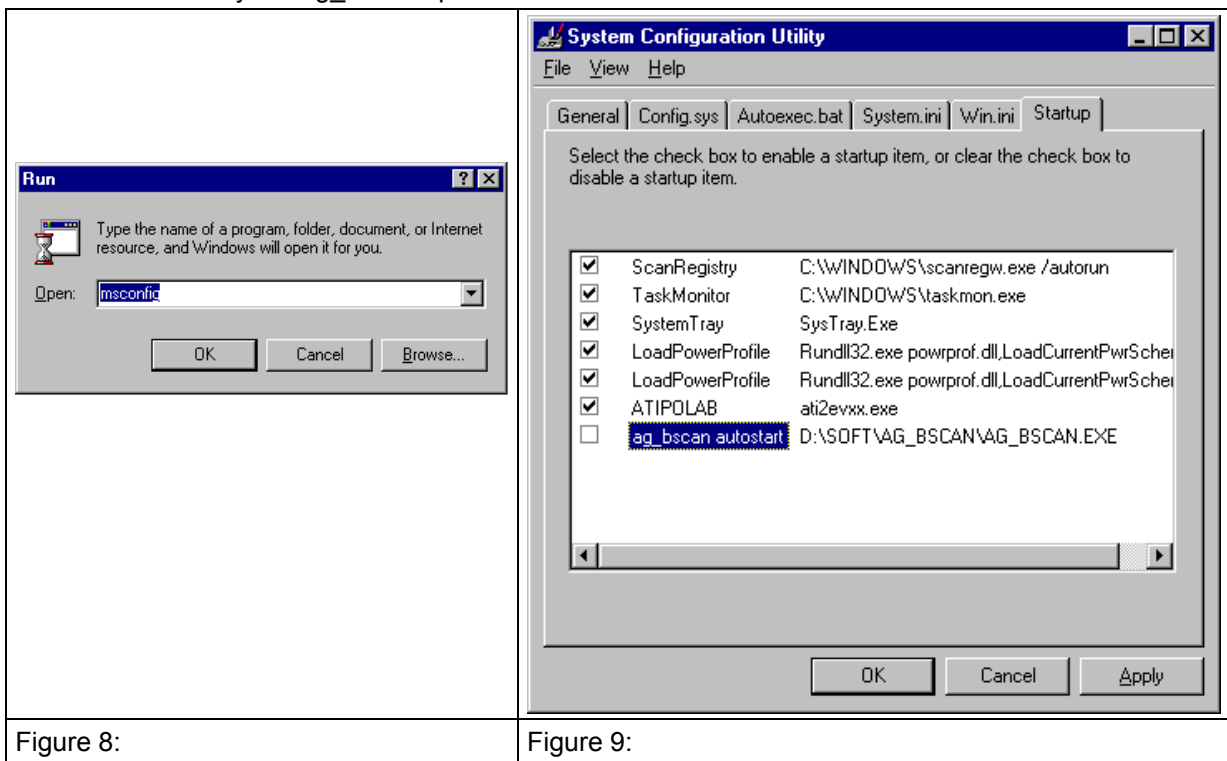 Run
Type the name of a program, folder, document, or Internet
resource, and Windows will open it for you.
Open: msconfig
OK Cancel Browse...
Figure 8:
System Configuration Utility
File View Help
General Config.sys Autoexec.bat System.ini Win.ini Startup
Select the check box to enable a startup item, or clear the check box to
disable a startup item.
ScanRegistry C:\WINDOWS\scanregw.exe /autorun
TaskMonitor C:\WINDOWS\taskmon.exe
SystemTray SysTray.Exe
LoadPowerProfile Rundll32.exe powrprof.dll,LoadCurrentPwrSche
LoadPowerProfile Rundll32.exe powrprof.dll,LoadCurrentPwrSche
ATIPOLAB ati2evxx.exe
ag_bscan autostart D:\SOFT\AG_BSCAN\AG_BSCAN.EXE
OK Cancel Apply
Figure 9: